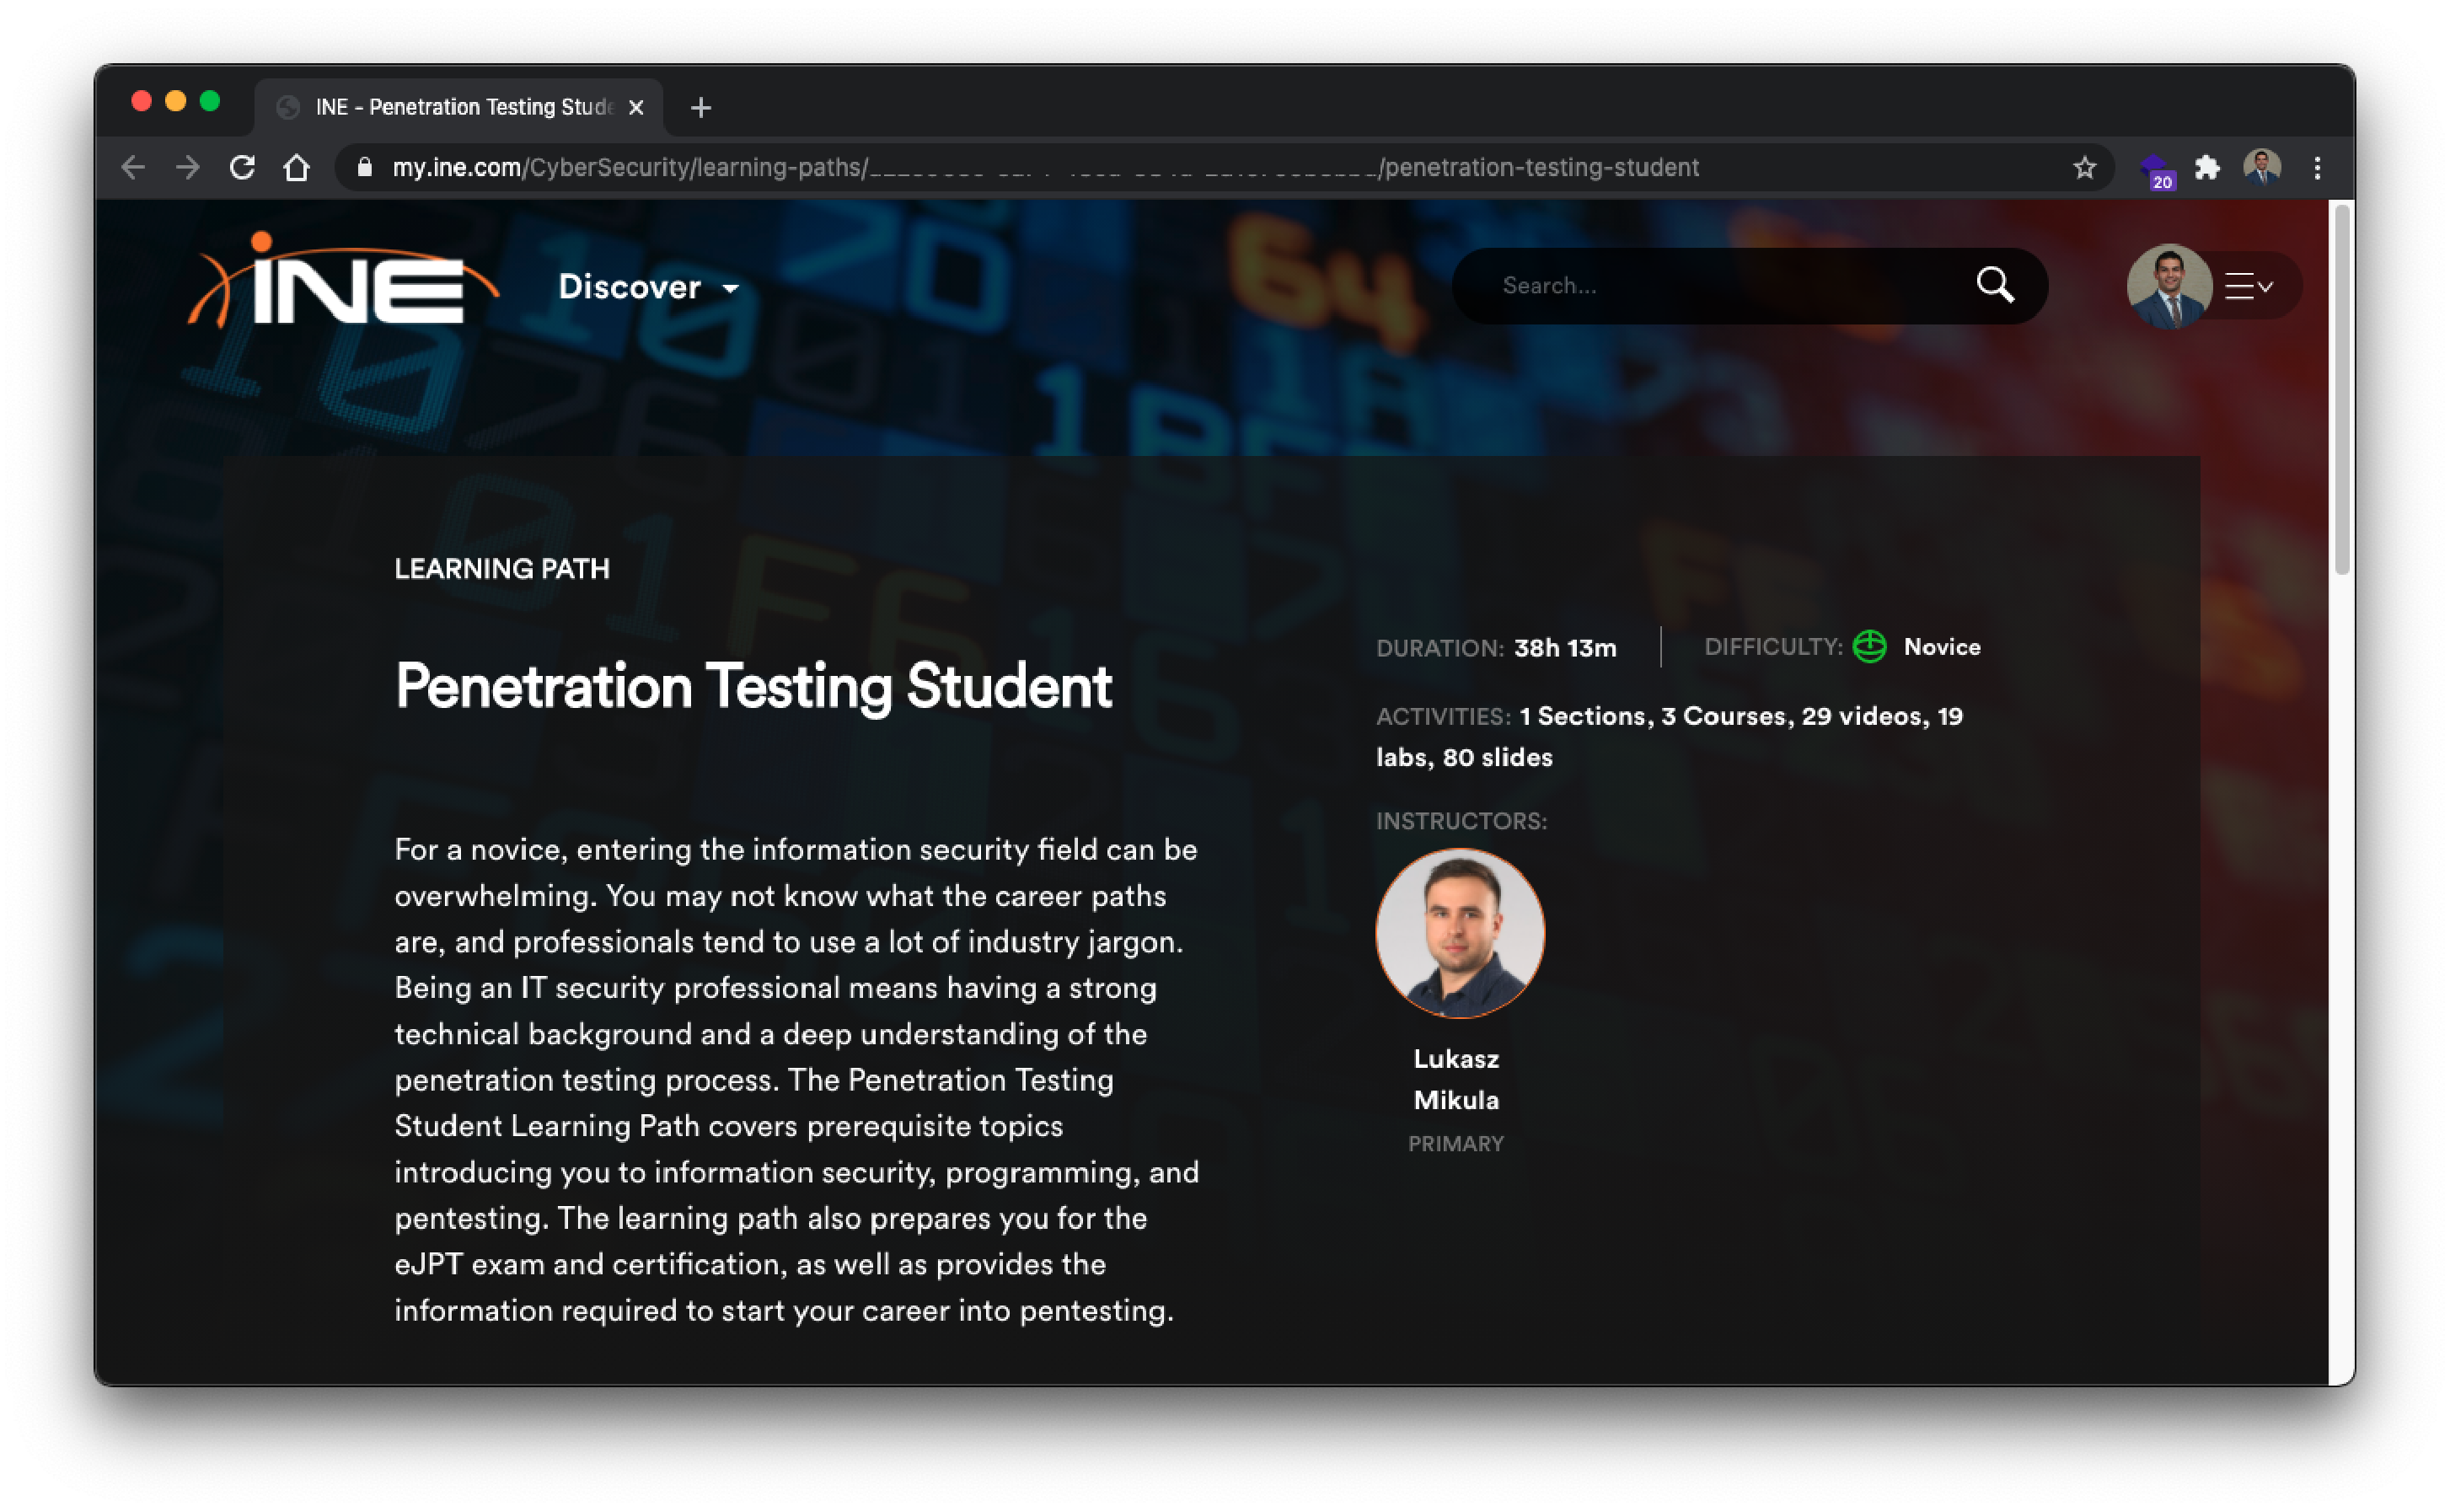 INE - Penetration Testing Stude
my.ine.com/CyberSecurity/learning-paths/ /penetration-testing-student
20
INE
Discover
Search...
LEARNING PATH
Penetration Testing Student
DURATION: 38h 13m
DIFFICULTY: Novice
ACTIVITIES: 1 Sections, 3 Courses, 29 videos, 19
labs, 80 slides
INSTRUCTORS:
Lukasz
Mikula
PRIMARY
For a novice, entering the information security field can be
overwhelming. You may not know what the career paths
are, and professionals tend to use a lot of industry jargon.
Being an IT security professional means having a strong
technical background and a deep understanding of the
penetration testing process. The Penetration Testing
Student Learning Path covers prerequisite topics
introducing you to information security, programming, and
pentesting. The learning path also prepares you for the
eJPT exam and certification, as well as provides the
information required to start your career into pentesting.